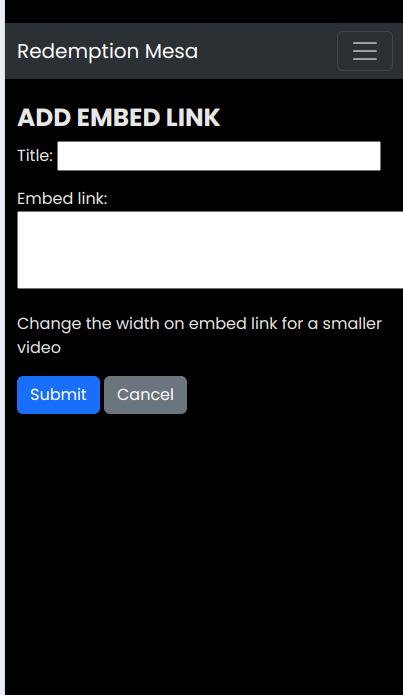 Redemption Mesa
ADD EMBED LINK
Title:
Embed link:
Change the width on embed link for a smaller
video
Submit Cancel